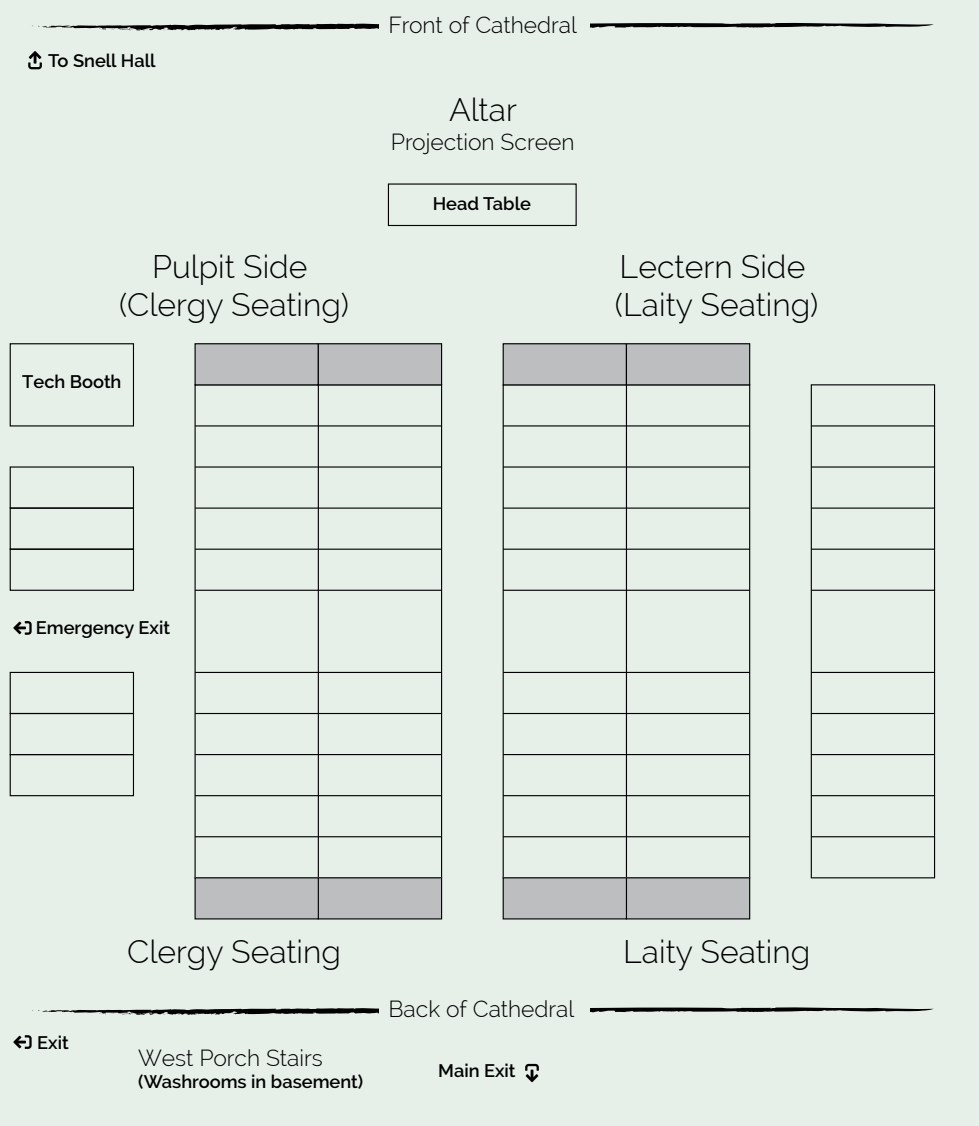 Front of Cathedral
To Snell Hall
Altar
Projection Screen
Head Table
Pulpit Side
(Clergy Seating)
Lectern Side
(Laity Seating)
Tech Booth
Emergency Exit
Clergy Seating
Laity Seating
Back of Cathedral
Exit
West Porch Stairs
(Washrooms in basement)
Main Exit